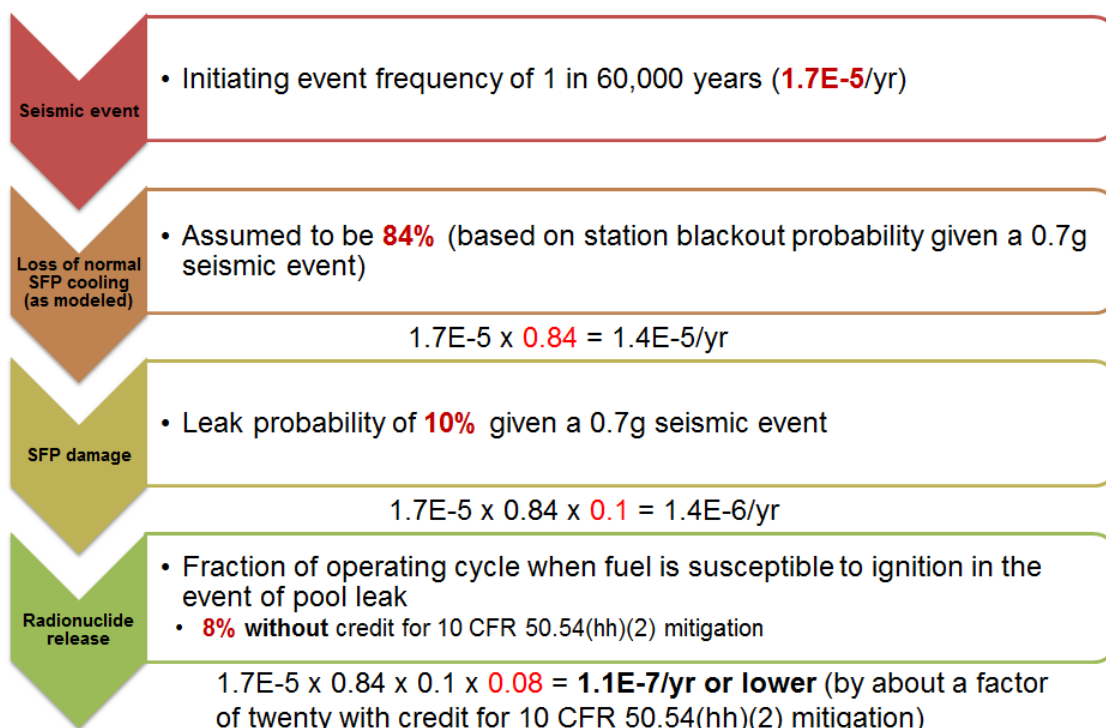 Seismic event
• Initiating event frequency of 1 in 60,000 years (1.7E-5/yr)
Loss of normal
SFP cooling
(as modeled)
• Assumed to be 84% (based on station blackout probability given a 0.7g
seismic event)
1.7E-5 x 0.84 = 1.4E-5/yr
SFP damage
• Leak probability of 10% given a 0.7g seismic event
1.7E-5 x 0.84 x 0.1 = 1.4E-6/yr
Radionuclide
release
• Fraction of operating cycle when fuel is susceptible to ignition in the
event of pool leak
• 8% without credit for 10 CFR 50.54(hh)(2) mitigation
1.7E-5 x 0.84 x 0.1 x 0.08 = 1.1E-7/yr or lower (by about a factor
of twenty with credit for 10 CFR 50.54(hh)(2) mitigation)